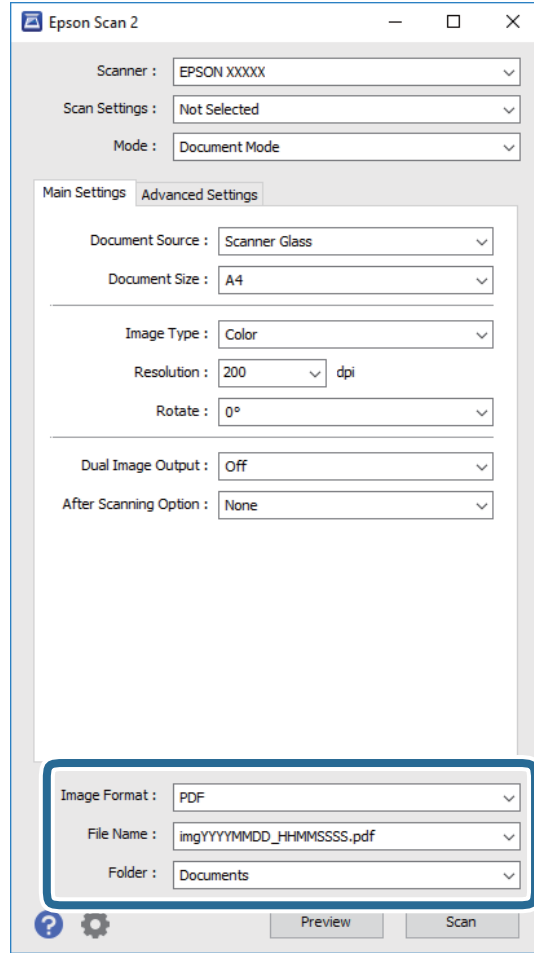 Epson Scan 2
Scanner : EPSON XXXXX
Scan Settings : Not Selected
Mode : Document Mode
Main Settings Advanced Settings
Document Source : Scanner Glass
Document Size : A4
Image Type : Color
Resolution : 200 dpi
Rotate : 0°
Dual Image Output : Off
After Scanning Option : None
Image Format : PDF
File Name : imgYYYYMMDD_HHMMSSSS.pdf
Folder : Documents
? Preview Scan